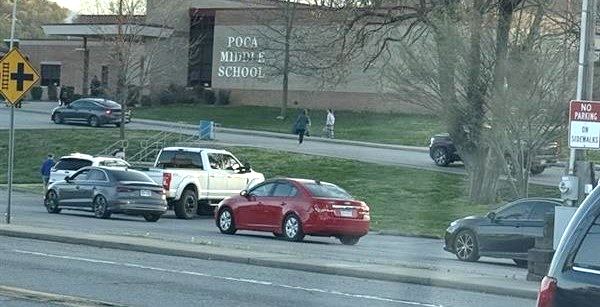 POCA
MIDDLE
SCHOOL
NO
PARKING
ON
SIDEWALKS